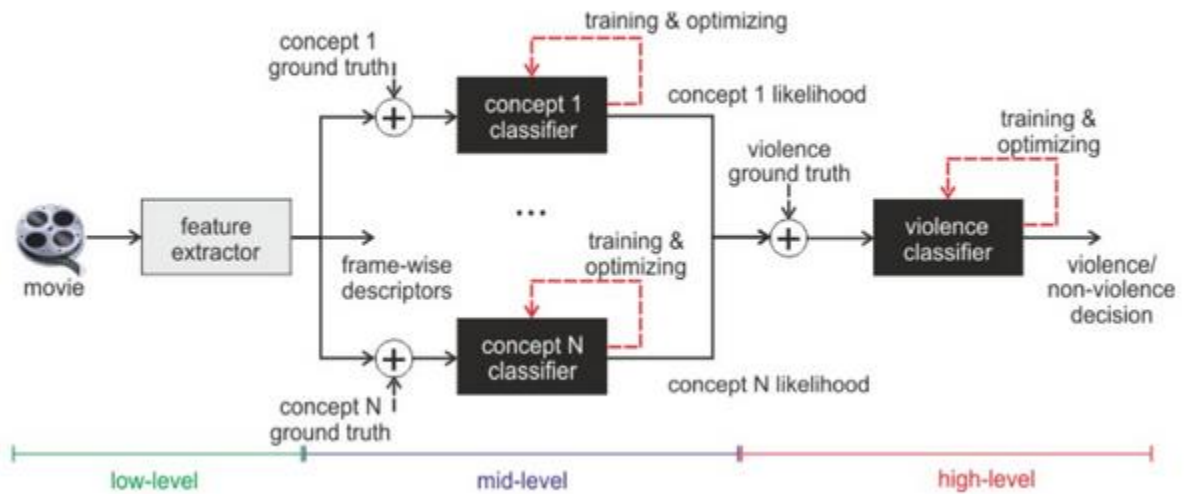 training & optimizing
concept 1
ground truth
+
concept 1
classifier
concept 1 likelihood
training &
optimizing
violence
ground truth
movie
feature
extractor
...
frame-wise
descriptors
training &
optimizing
+
violence
classifier
violence/
non-violence
decision
+
concept N
classifier
concept N
ground truth
concept N likelihood
low-level
mid-level
high-level